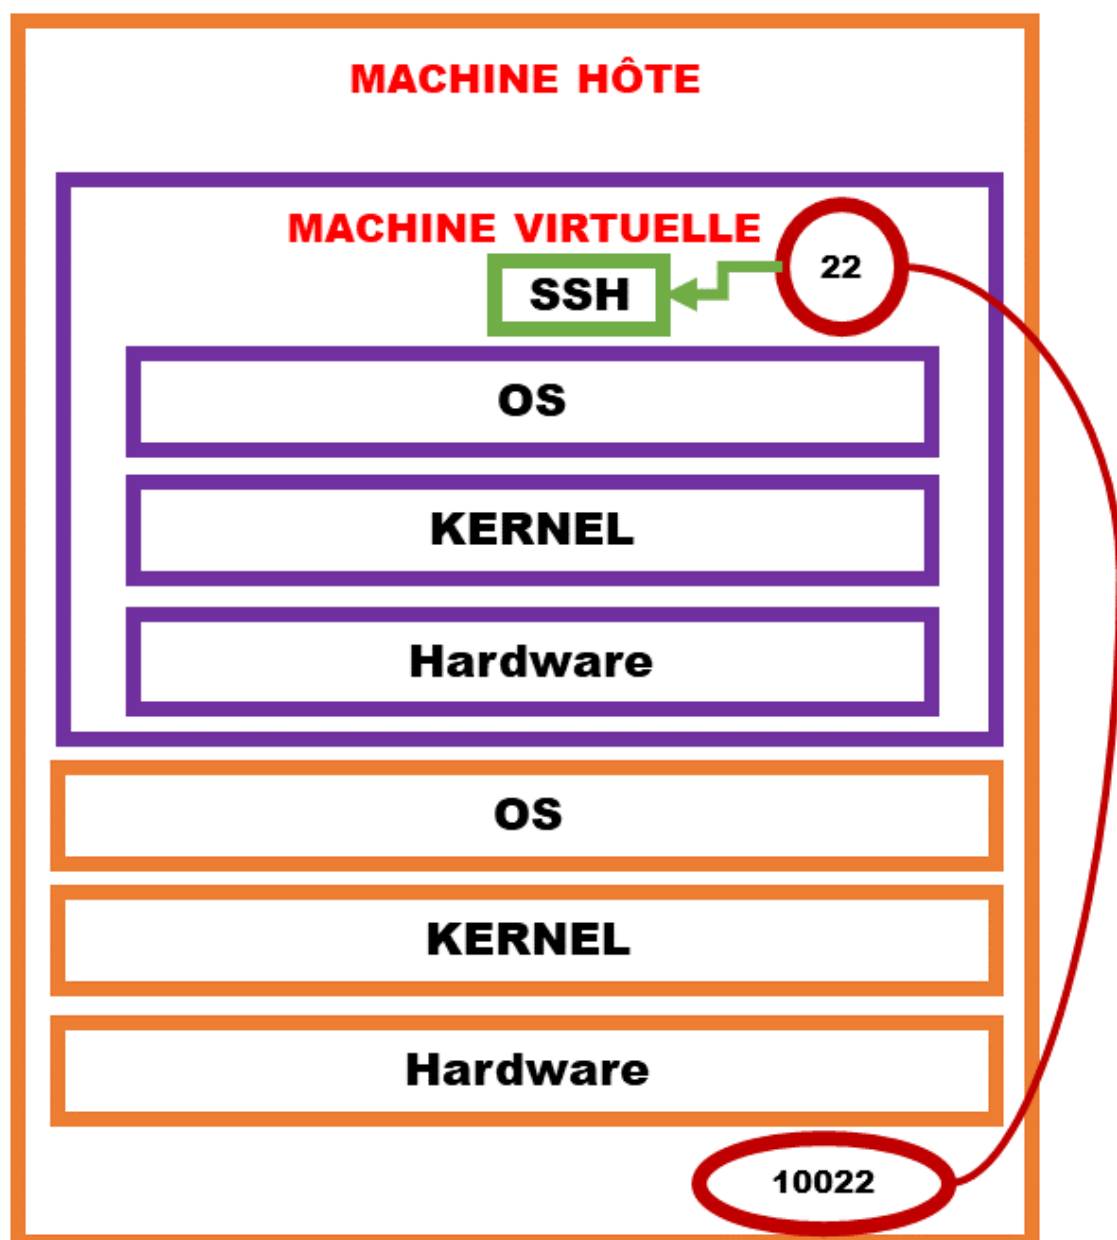 MACHINE HÔTE
MACHINE VIRTUELLE
22
SSH
OS
KERNEL
Hardware
OS
KERNEL
Hardware
10022